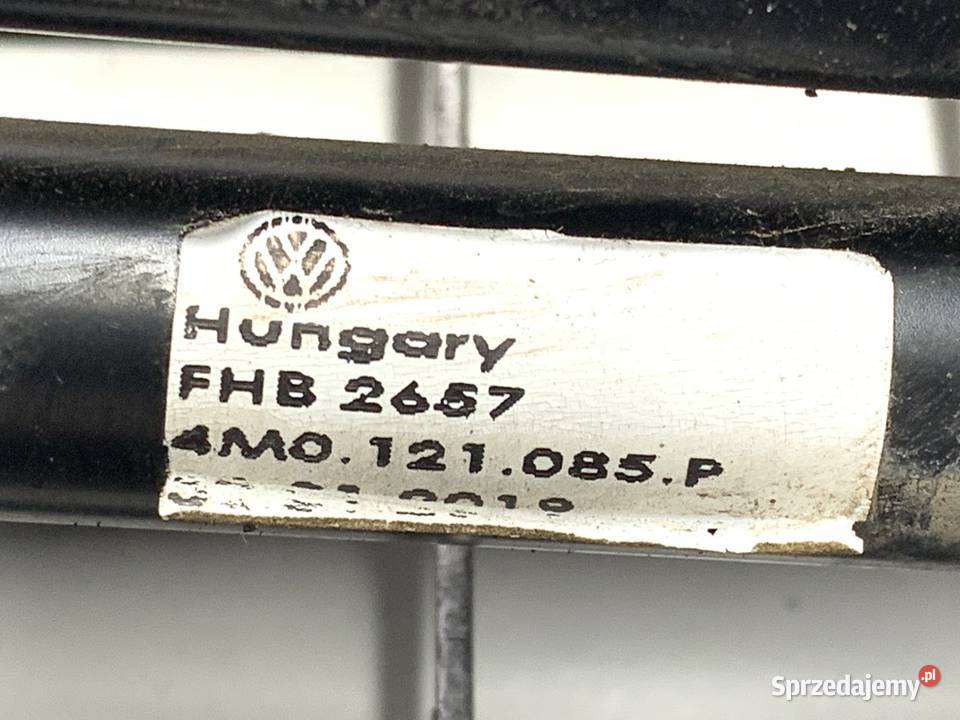 Hungary
FHB 2657
4M0.121.085.P
Sprzedajemy.pl